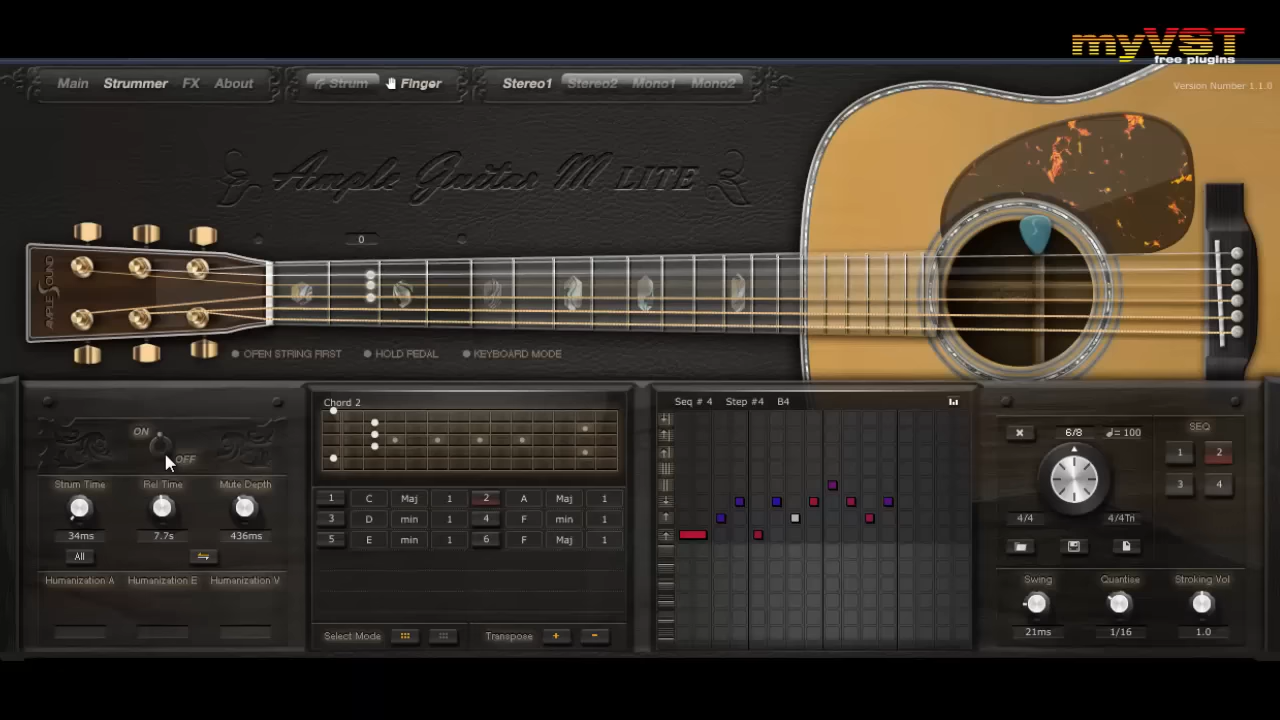 myVST
free plugins
Main Strummer FX About Strum Finger Stereo1 Stereo2 Mono1 Mono2
Version Number 1.1.0
Ample Guitar M LITE
0
AMPLE SOUND
OPEN STRING FIRST HOLD PEDAL KEYBOARD MODE
Chord 2
Seq # 4 Step #4 B4
ON
OFF
6/8 =100
SEQ
1 2
3 4
Strum Time Rel Time Mute Depth
34ms 7.7s 436ms
All
Humanization A Humanization E Humanization V
1 C Maj 1 2 A Maj 1
3 D min 1 4 F min 1
5 E min 1 6 F Maj 1
Select Mode Transpose + -
4/4 4/4Tri
Swing Quantise Stroking Vol
21ms 1/16 1.0